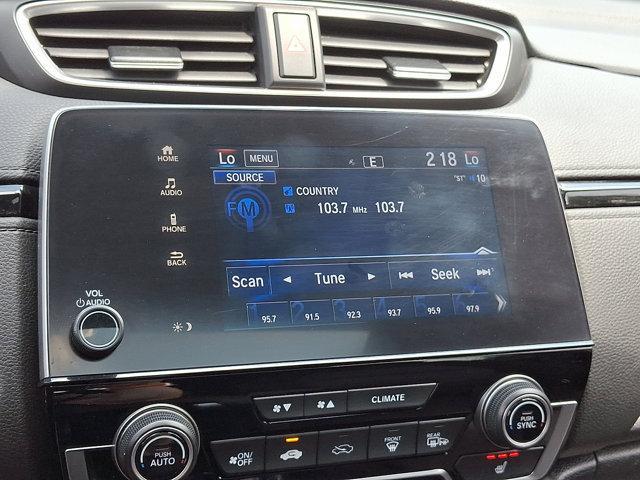 HOME
Lo MENU E 2 18 Lo
SOURCE "ST" 10
AUDIO
COUNTRY
FM 103.7 MHz 103.7
PHONE
BACK
Scan Tune Seek
VOL
AUDIO
95.7 91.5 92.3 93.7 95.9 97.9
CLIMATE
PUSH
AUTO
ON/
OFF
FRONT
REAR
PUSH
SYNC